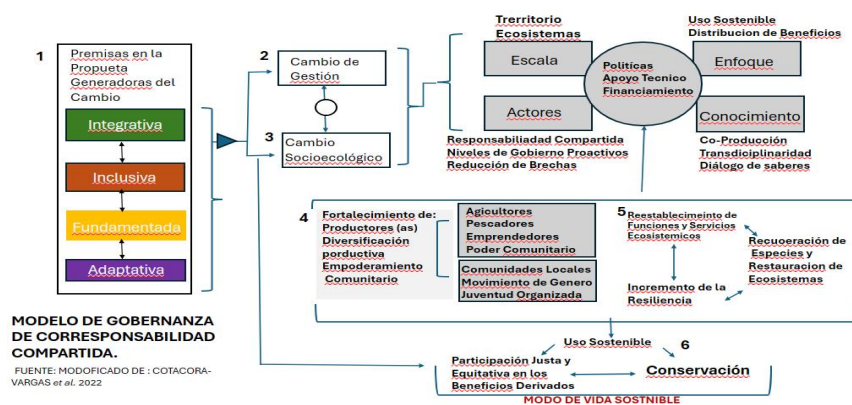 1
Premisas en la
Propueta
Generadoras del
Cambio
Integrativa
Inclusiva
Fundamentada
Adaptativa
2
Cambio de
Gestión
3
Cambio
Socioecológico
Trerritorio
Ecosistemas
Escala
Actores
Responsabiliadad Compartida
Niveles de Gobierno Proactivos
Reducción de Brechas
Politícas
Apoyo Tecnico
Financiamiento
Uso Sostenible
Distribucion de Beneficios
Enfoque
Conocimiento
Co-Producción
Transdiciplinaridad
Diálogo de saberes
4
Fortalecimiento de:
Productores (as)
Diversificación
porductiva
Empoderamiento
Comunitario
Agicultores
Pescadores
Emprendedores
Poder Comunitario
Comunidades Locales
Movimiento de Genero
Juventud Organizada
5
Reestablecimeinto de
Funciones y Servicios
Ecosistemicos
Recuoeración de
Especies y
Restauracion de
Ecosistemas
Incremento de la
Resiliencia
6
Uso Sostenible
Participación Justa y
Equitativa en los
Beneficios Derivados
Conservación
MODO DE VIDA SOSTNIBLE
MODELO DE GOBERNANZA
DE CORRESPONSABILIDAD
COMPARTIDA.
FUENTE: MODOFICADO DE : COTACORA-
VARGAS et al. 2022